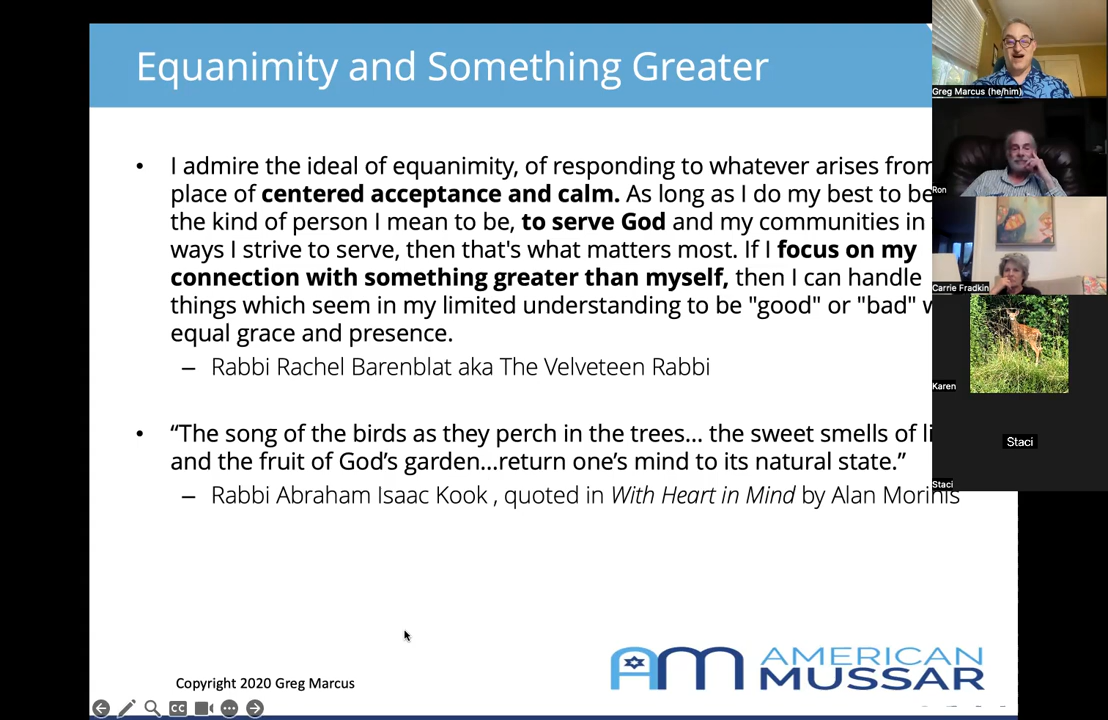 Equanimity and Something Greater
• I admire the ideal of equanimity, of responding to whatever arises from
place of centered acceptance and calm. As long as I do my best to be
the kind of person I mean to be, to serve God and my communities in
ways I strive to serve, then that's what matters most. If I focus on my
connection with something greater than myself, then I can handle
things which seem in my limited understanding to be "good" or "bad"
equal grace and presence.
– Rabbi Rachel Barenblat aka The Velveteen Rabbi
• “The song of the birds as they perch in the trees... the sweet smells of
and the fruit of God’s garden...return one’s mind to its natural state.”
– Rabbi Abraham Isaac Kook , quoted in With Heart in Mind by Alan Morinis
Copyright 2020 Greg Marcus
AM AMERICAN
MUSSAR
CC
Greg Marcus (he/him)
Ron
Carrie Fradkin
Karen
Staci
Staci